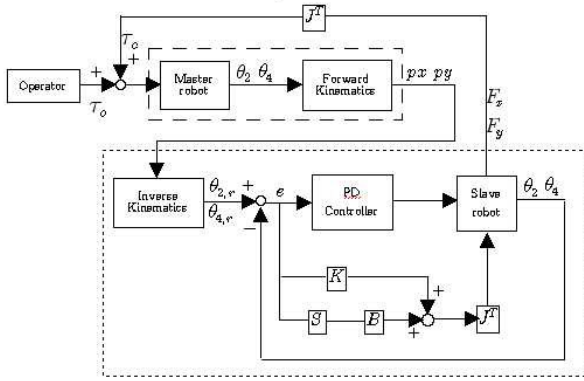 J^T
τ_o
+
+
Operator
τ_o
Master
robot
θ_2 θ_4
Forward
Kinematics
px py
F_x
F_y
Inverse
Kinematics
θ_{2,r}
θ_{4,r}
+
−
e
PD
Controller
Slave
robot
θ_2 θ_4
K
+
S
B
+
J^T